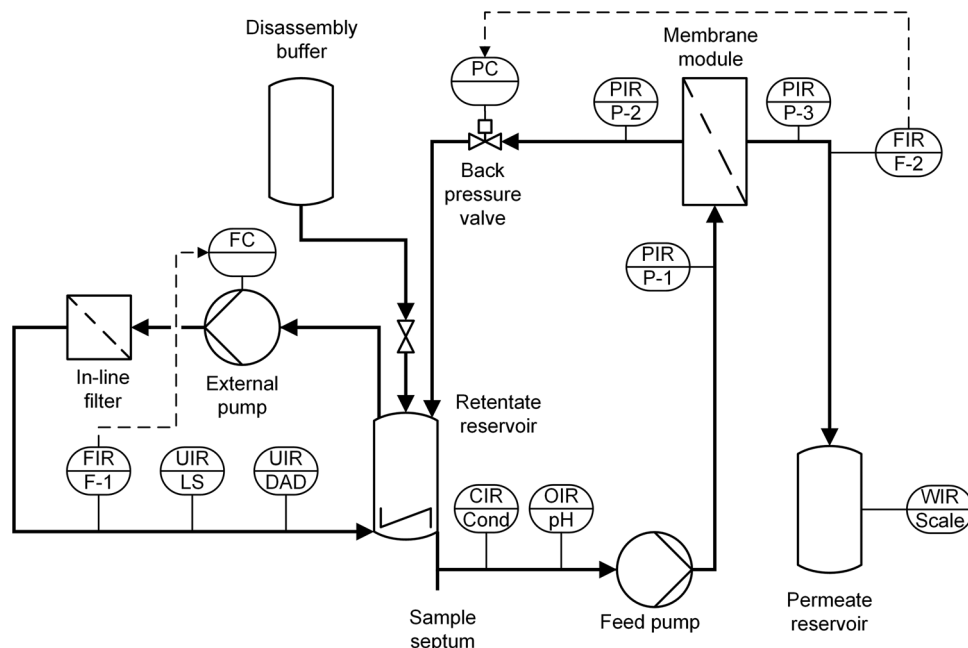 Disassembly
buffer
PC
Membrane
module
PIR
P-2
PIR
P-3
FIR
F-2
Back
pressure
valve
FC
PIR
P-1
In-line
filter
External
pump
Retentate
reservoir
FIR
F-1
UIR
LS
UIR
DAD
CIR
Cond
OIR
pH
WIR
Scale
Sample
septum
Feed pump
Permeate
reservoir